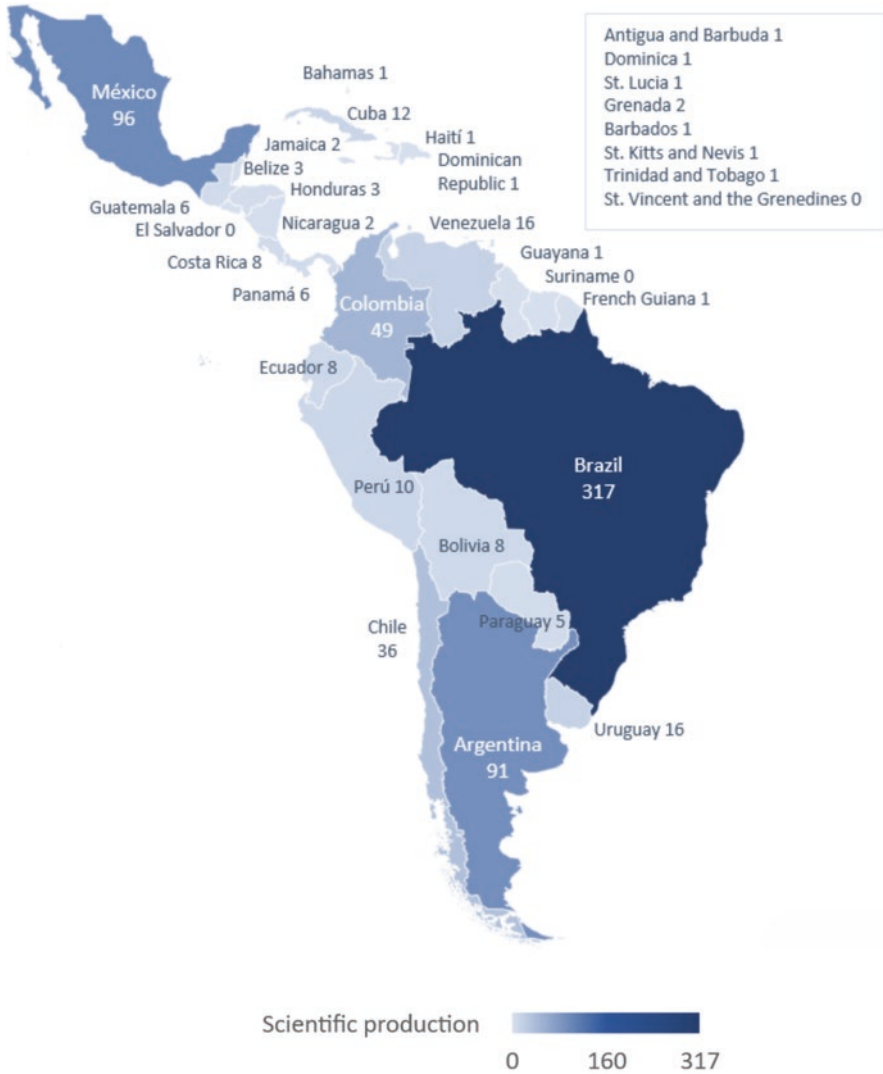 Antigua and Barbuda 1
Dominica 1
St. Lucia 1
Grenada 2
Barbados 1
St. Kitts and Nevis 1
Trinidad and Tobago 1
St. Vincent and the Grenedines 0
México
96
Bahamas 1
Cuba 12
Jamaica 2
Haití 1
Belize 3
Dominican
Republic 1
Honduras 3
Guatemala 6
El Salvador 0
Nicaragua 2
Venezuela 16
Costa Rica 8
Guayana 1
Suriname 0
Panamá 6
French Guiana 1
Colombia
49
Ecuador 8
Brazil
317
Perú 10
Bolivia 8
Paraguay 5
Chile
36
Uruguay 16
Argentina
91
Scientific production
0 160 317